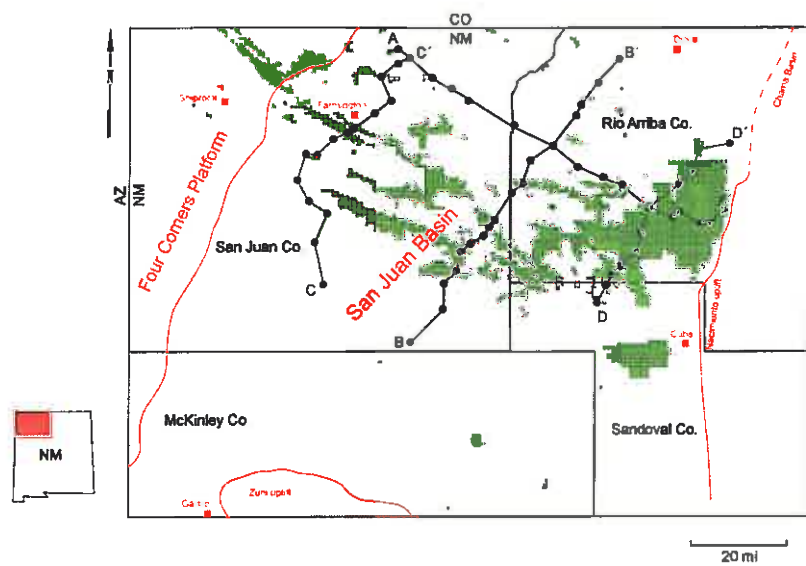 CO
NM
A
C'
B'
N
Shiprock
Farmington
Rio Arriba Co.
Chama Basin
D'
AZ
NM
Four Corners Platform
San Juan Co
San Juan Basin
C
B
D
Nacimiento uplift
Cuba
McKinley Co
Sandoval Co.
NM
Zuni uplift
Gallup
20 mi